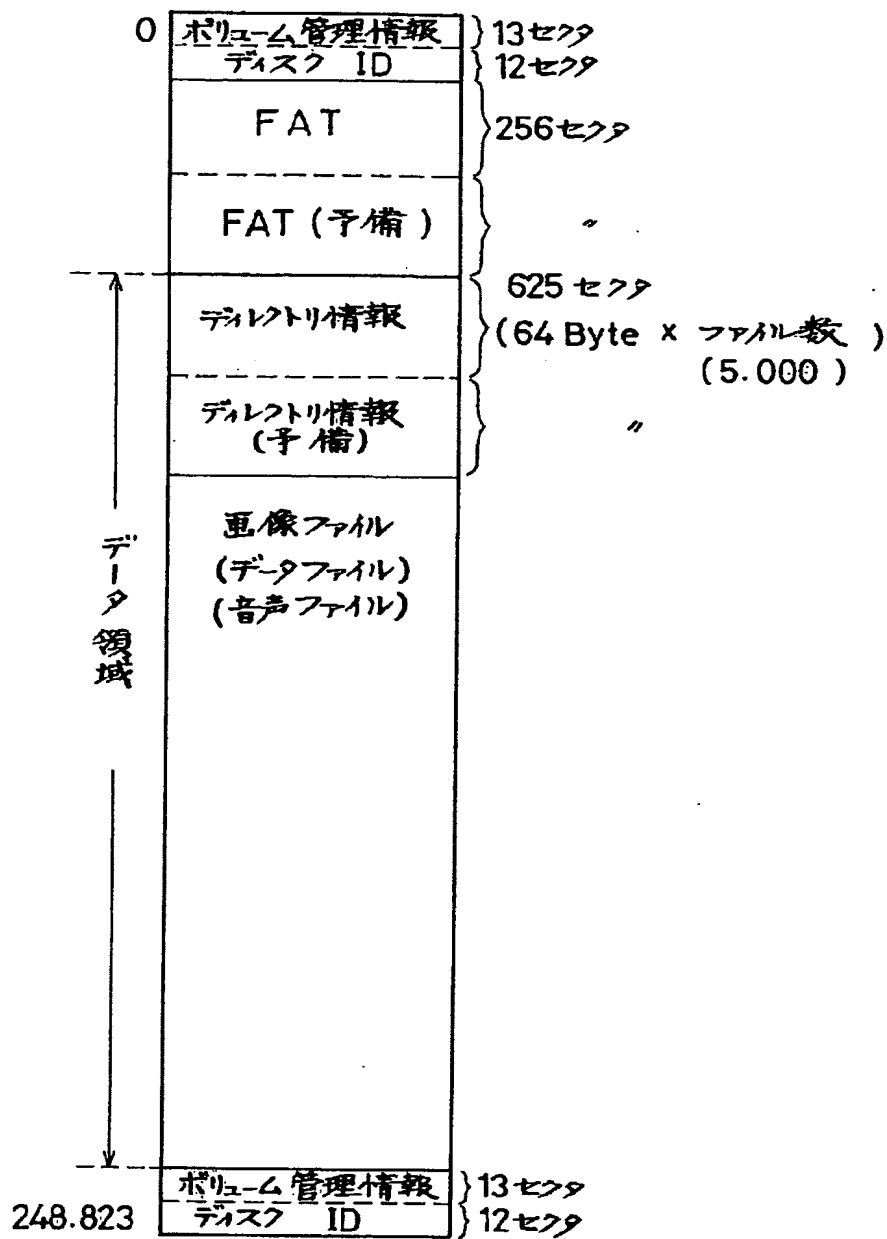 0 ボリューム管理情報 13セクタ
ディスク ID 12セクタ
FAT 256セクタ
FAT (予備) 〃
625セクタ
ディレクトリ情報 (64 Byte × ファイル数)
(5.000)
ディレクトリ情報 〃
(予備)
画像ファイル
(データファイル)
(音声ファイル)
データ領域
ボリューム管理情報 13セクタ
248.823 ディスク ID 12セクタ